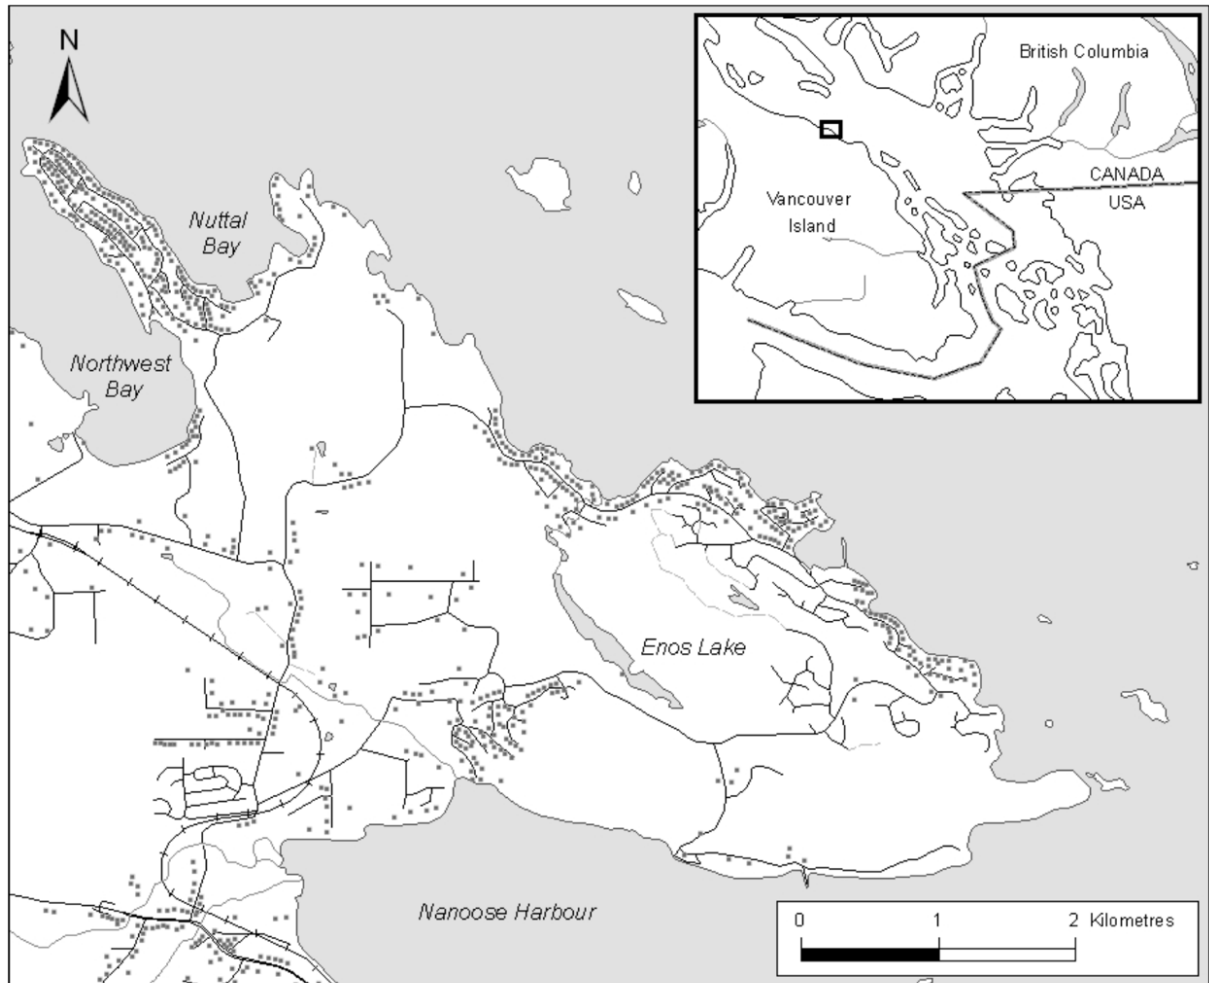 N
British Columbia
CANADA
USA
Vancouver
Island
Nuttal
Bay
Northwest
Bay
Enos Lake
Nanoose Harbour
0 1 2 Kilometres